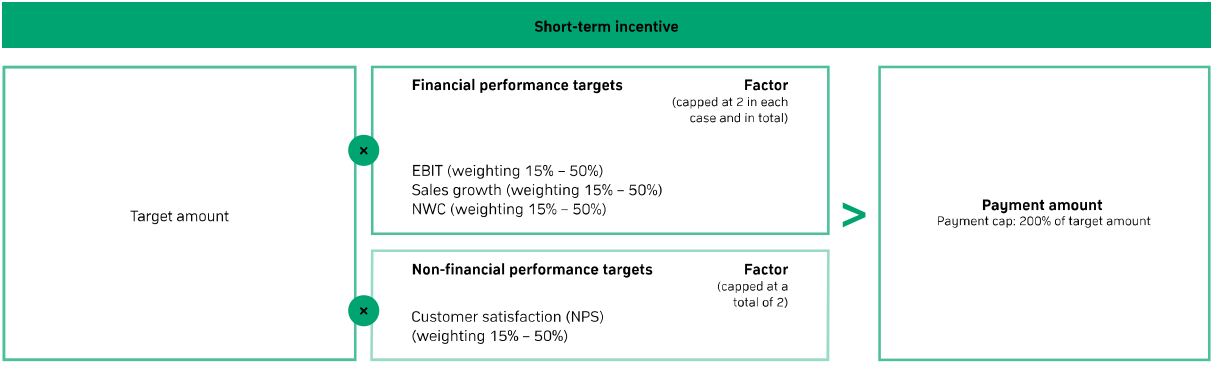 Short-term incentive
Target amount
×
Financial performance targets
Factor
(capped at 2 in each
case and in total)
EBIT (weighting 15% – 50%)
Sales growth (weighting 15% – 50%)
NWC (weighting 15% – 50%)
×
Non-financial performance targets
Factor
(capped at a
total of 2)
Customer satisfaction (NPS)
(weighting 15% – 50%)
>
Payment amount
Payment cap: 200% of target amount